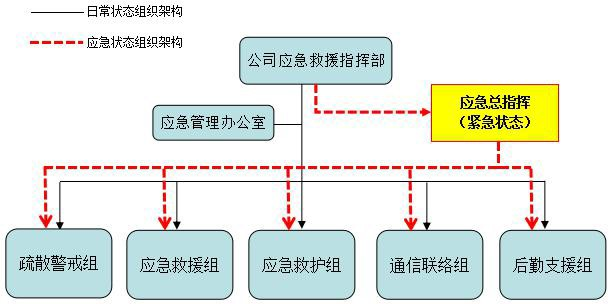 日常状态组织架构
应急状态组织架构
公司应急救援指挥部
应急总指挥
（紧急状态）
应急管理办公室
疏散警戒组
应急救援组
应急救护组
通信联络组
后勤支援组